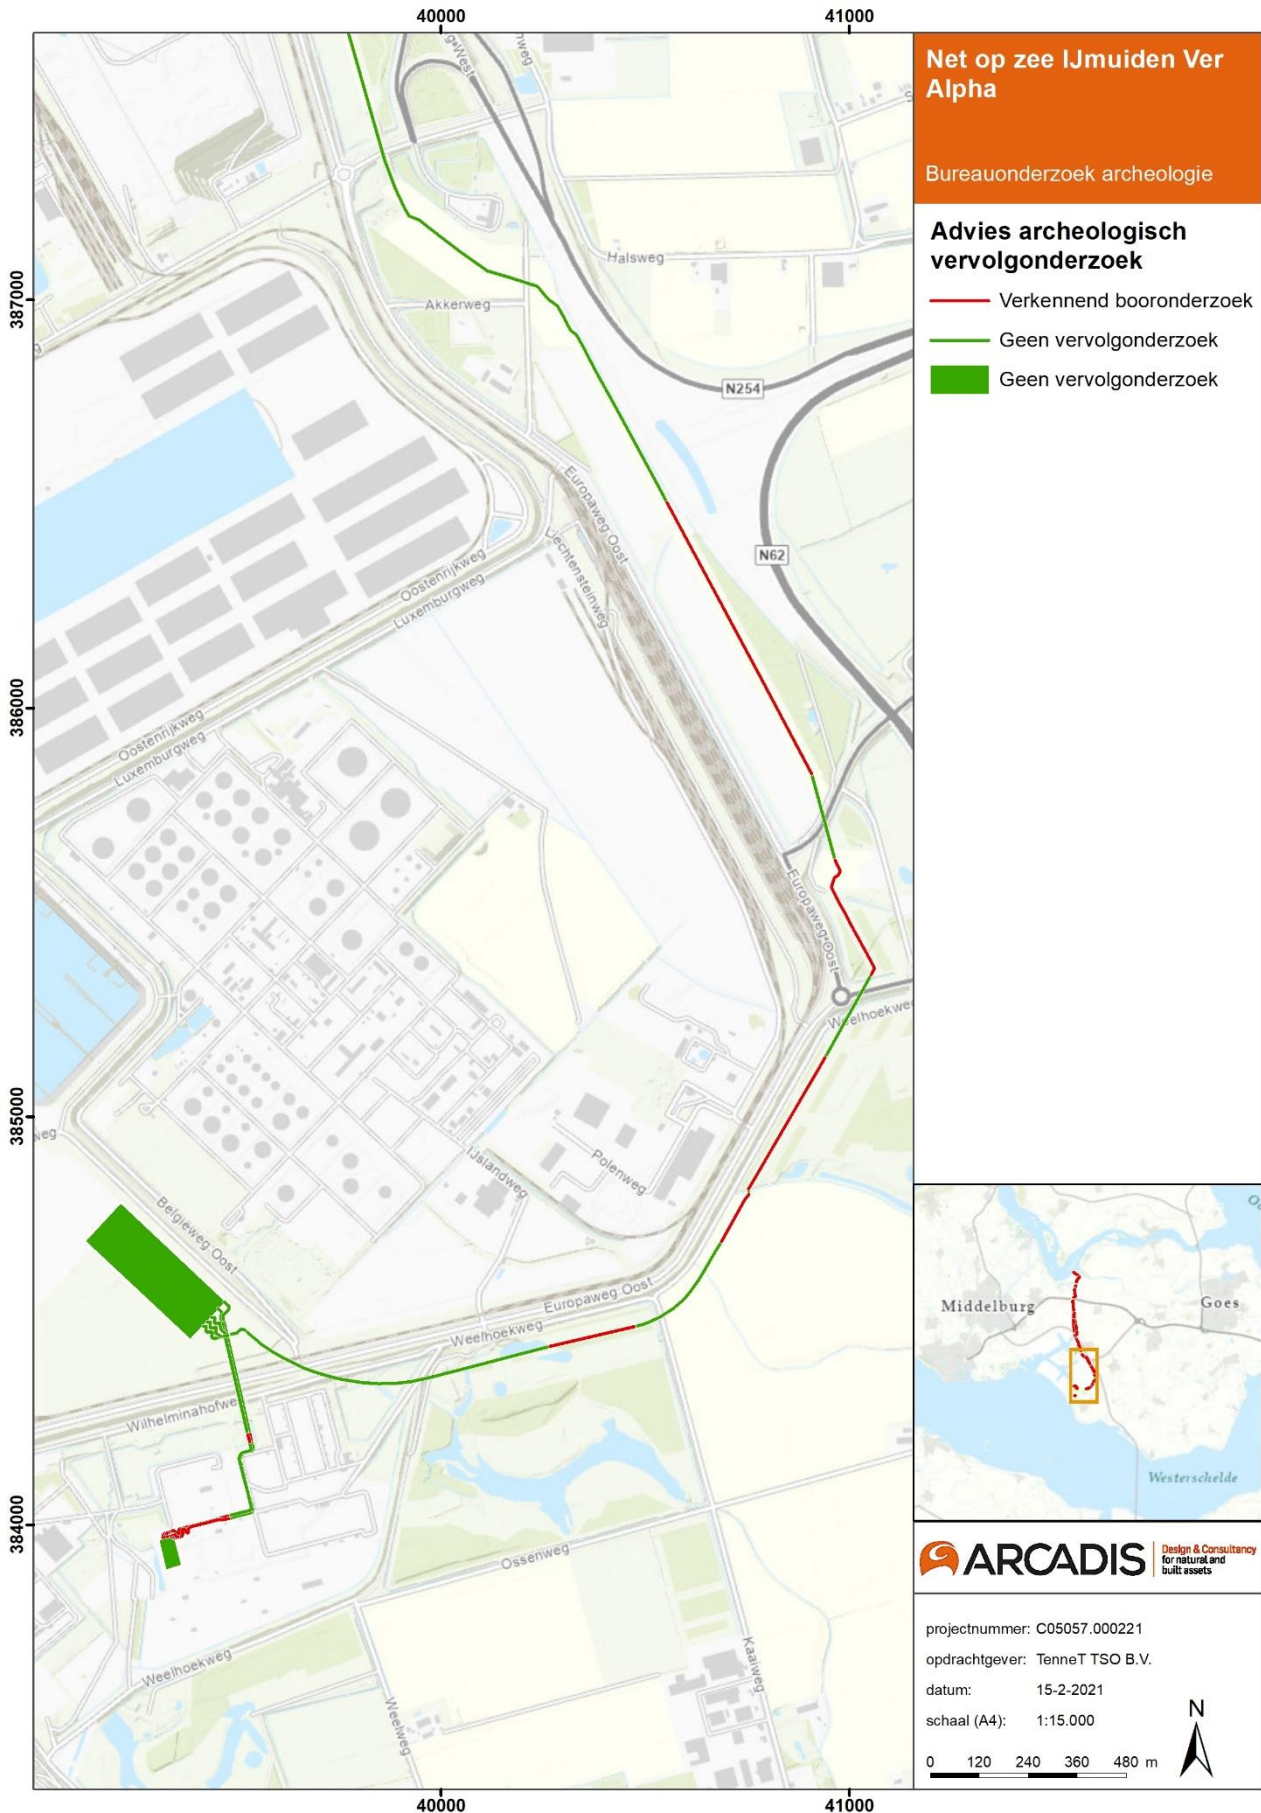 40000
41000
Net op zee IJmuiden Ver
Alpha
Bureauonderzoek archeologie
Advies archeologisch
vervolgonderzoek
Verkennend booronderzoek
Geen vervolgonderzoek
Geen vervolgonderzoek
387000
386000
385000
384000
Halsweg
Akkerweg
N254
N62
Europaweg Oost
Liechtensteinweg
Oostenrijkweg
Luxemburgweg
Oostenrijkweg
Luxemburgweg
Europaweg Oost
Weelhoekweg
IJslandweg
Polenweg
Belgieweg Oost
Europaweg Oost
Weelhoekweg
Wilhelminahofweg
Ossenweg
Weelhoekweg
Weelweg
Kaaiweg
Middelburg
Goes
Westerschelde
ARCADIS
Design & Consultancy
for natural and
built assets
projectnummer: C05057.000221
opdrachtgever: TenneT TSO B.V.
datum: 15-2-2021
schaal (A4): 1:15.000
N
0 120 240 360 480 m
40000
41000